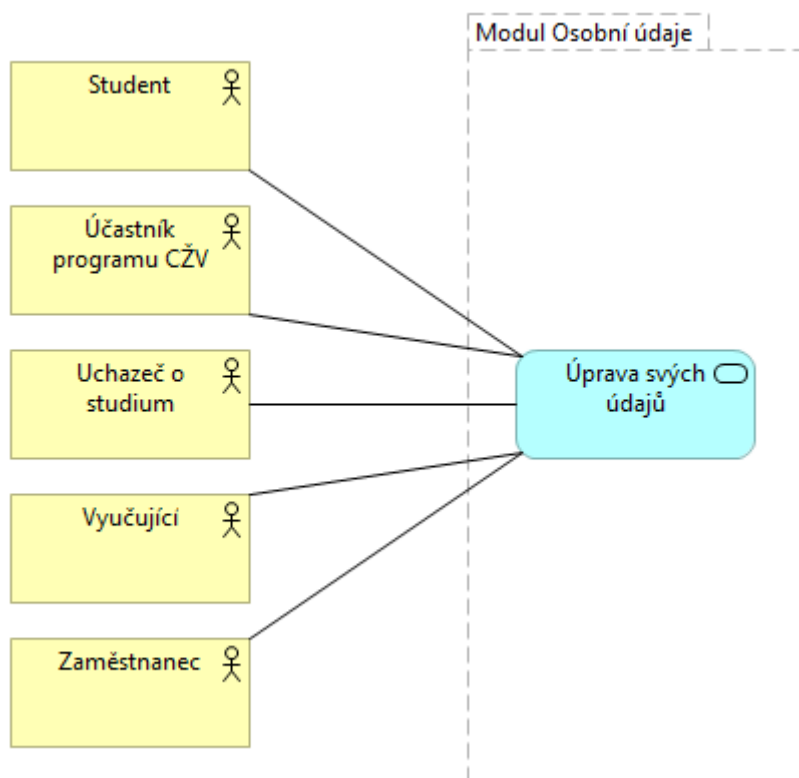 Modul Osobní údaje
Student
Účastník
programu CŽV
Uchazeč o
studium
Úprava svých
údajů
Vyučující
Zaměstnanec